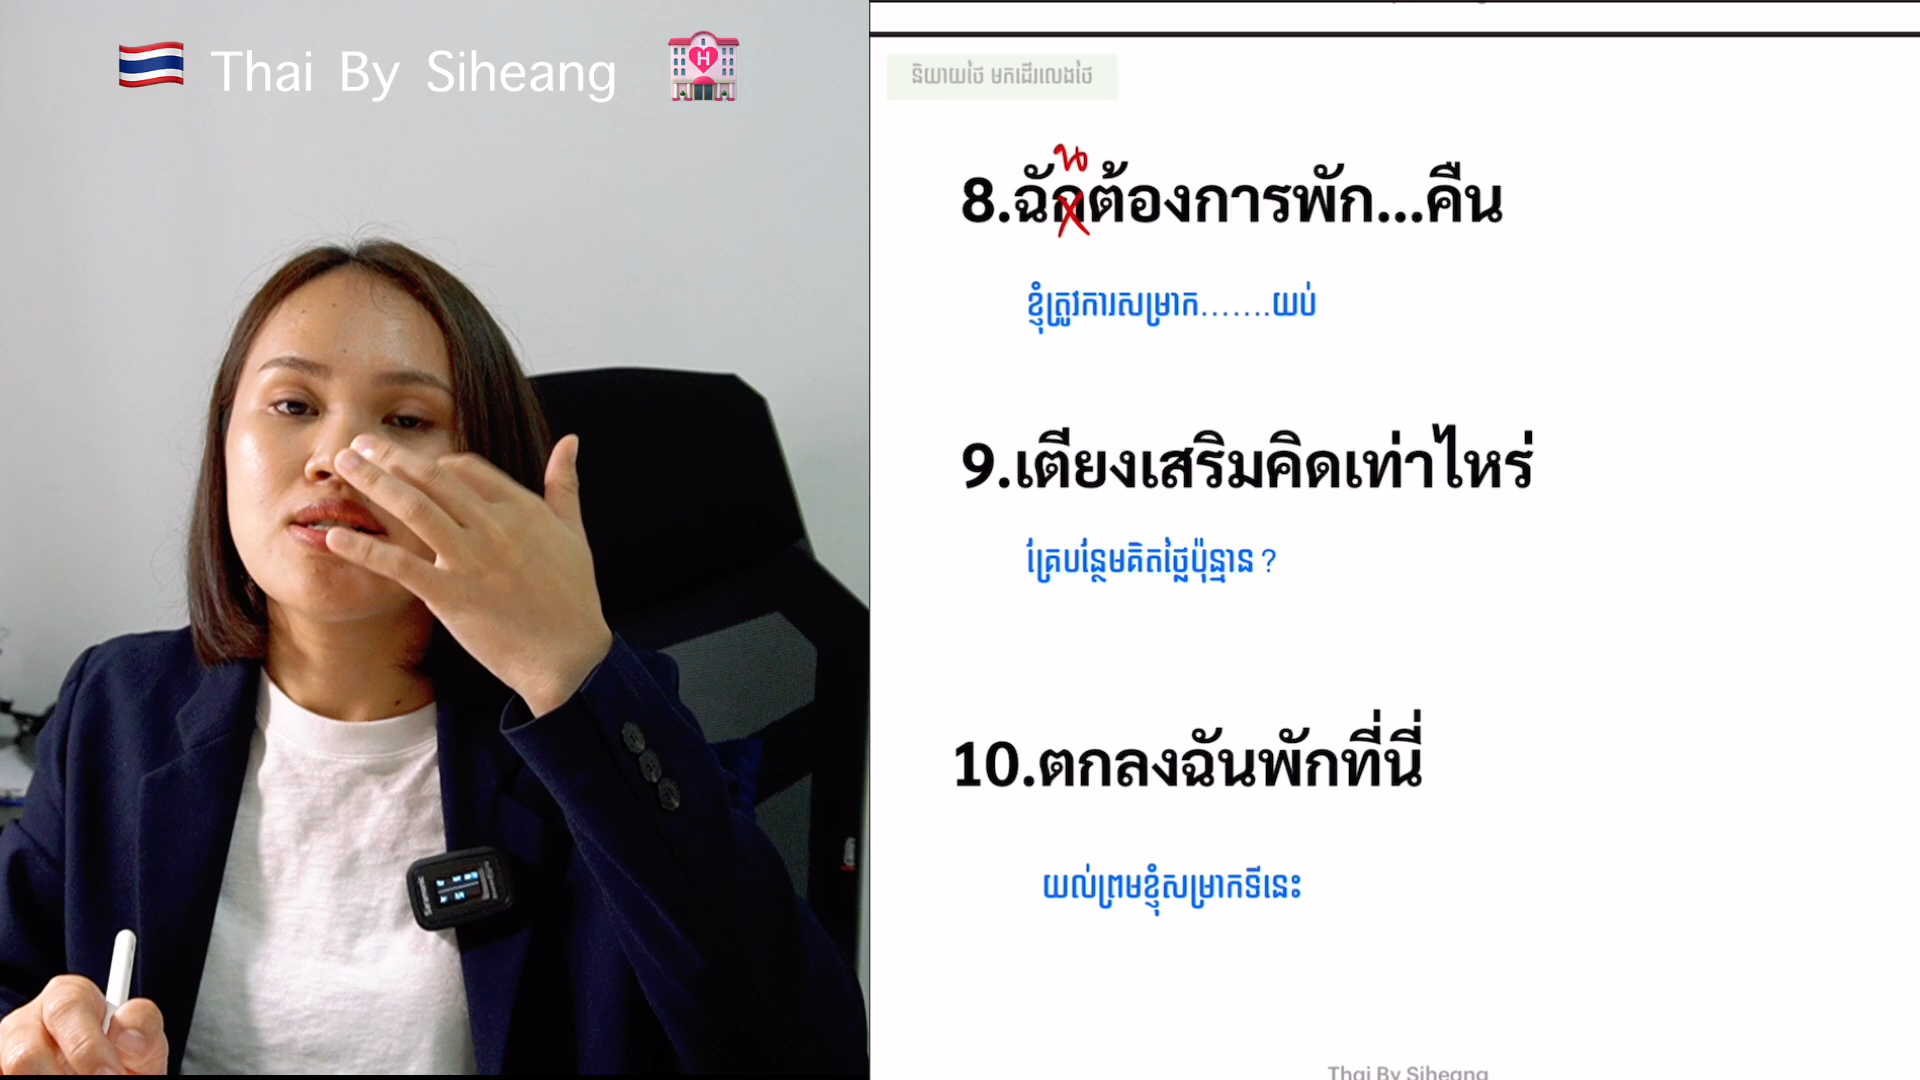 Thai By Siheang
និយាយថៃ មកដើរលេងថៃ
น
8.ฉักต้องการพัก...คืน
ខ្ញុំត្រូវការសម្រាក.......យប់
9.เตียงเสริมคิดเท่าไหร่
គ្រែបន្ថែមគិតថ្លៃប៉ុន្មាន ?
10.ตกลงฉันพักที่นี่
យល់ព្រមខ្ញុំសម្រាកទីនេះ
Thai By Siheang